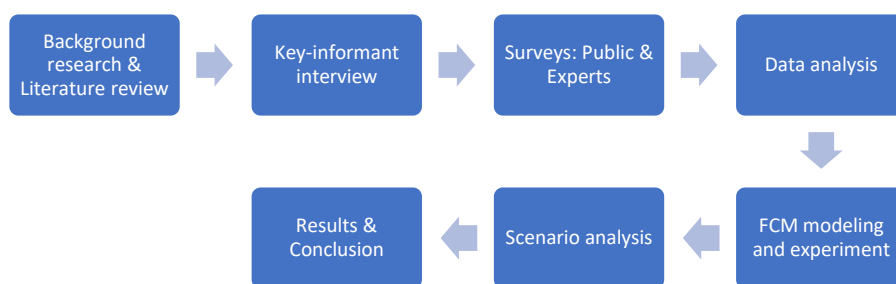 Background
research &
Literature review
Key-informant
interview
Surveys: Public &
Experts
Data analysis
FCM modeling
and experiment
Scenario analysis
Results &
Conclusion